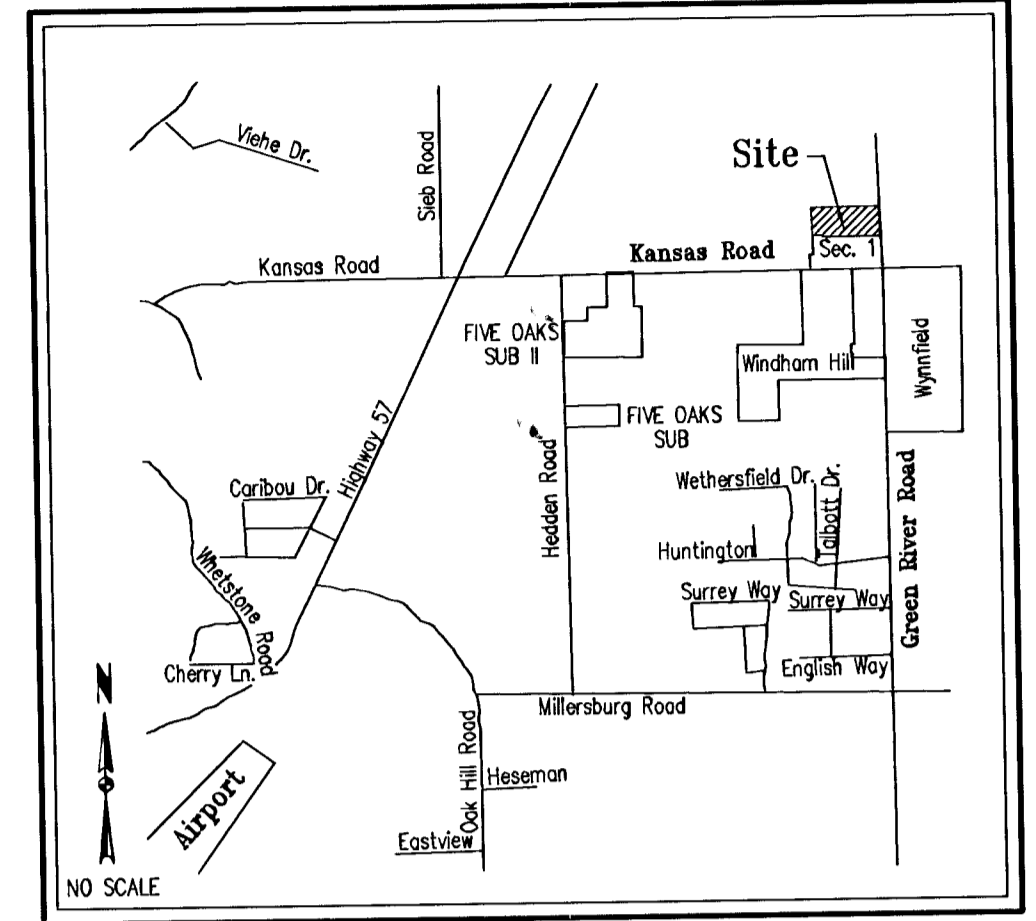 Viehe Dr.
Sieb Road
Site
Kansas Road
Kansas Road
Sec. 1
FIVE OAKS
SUB II
Windham Hill
Wynnfield
FIVE OAKS
SUB
Highway 57
Caribou Dr.
Hedden Road
Wethersfield Dr.
Talbott Dr.
Huntington
Green River Road
Whetstone Road
Surrey Way
Surrey Way
Cherry Ln.
English Way
N
Millersburg Road
Oak Hill Road
Heseman
Airport
Eastview
NO SCALE